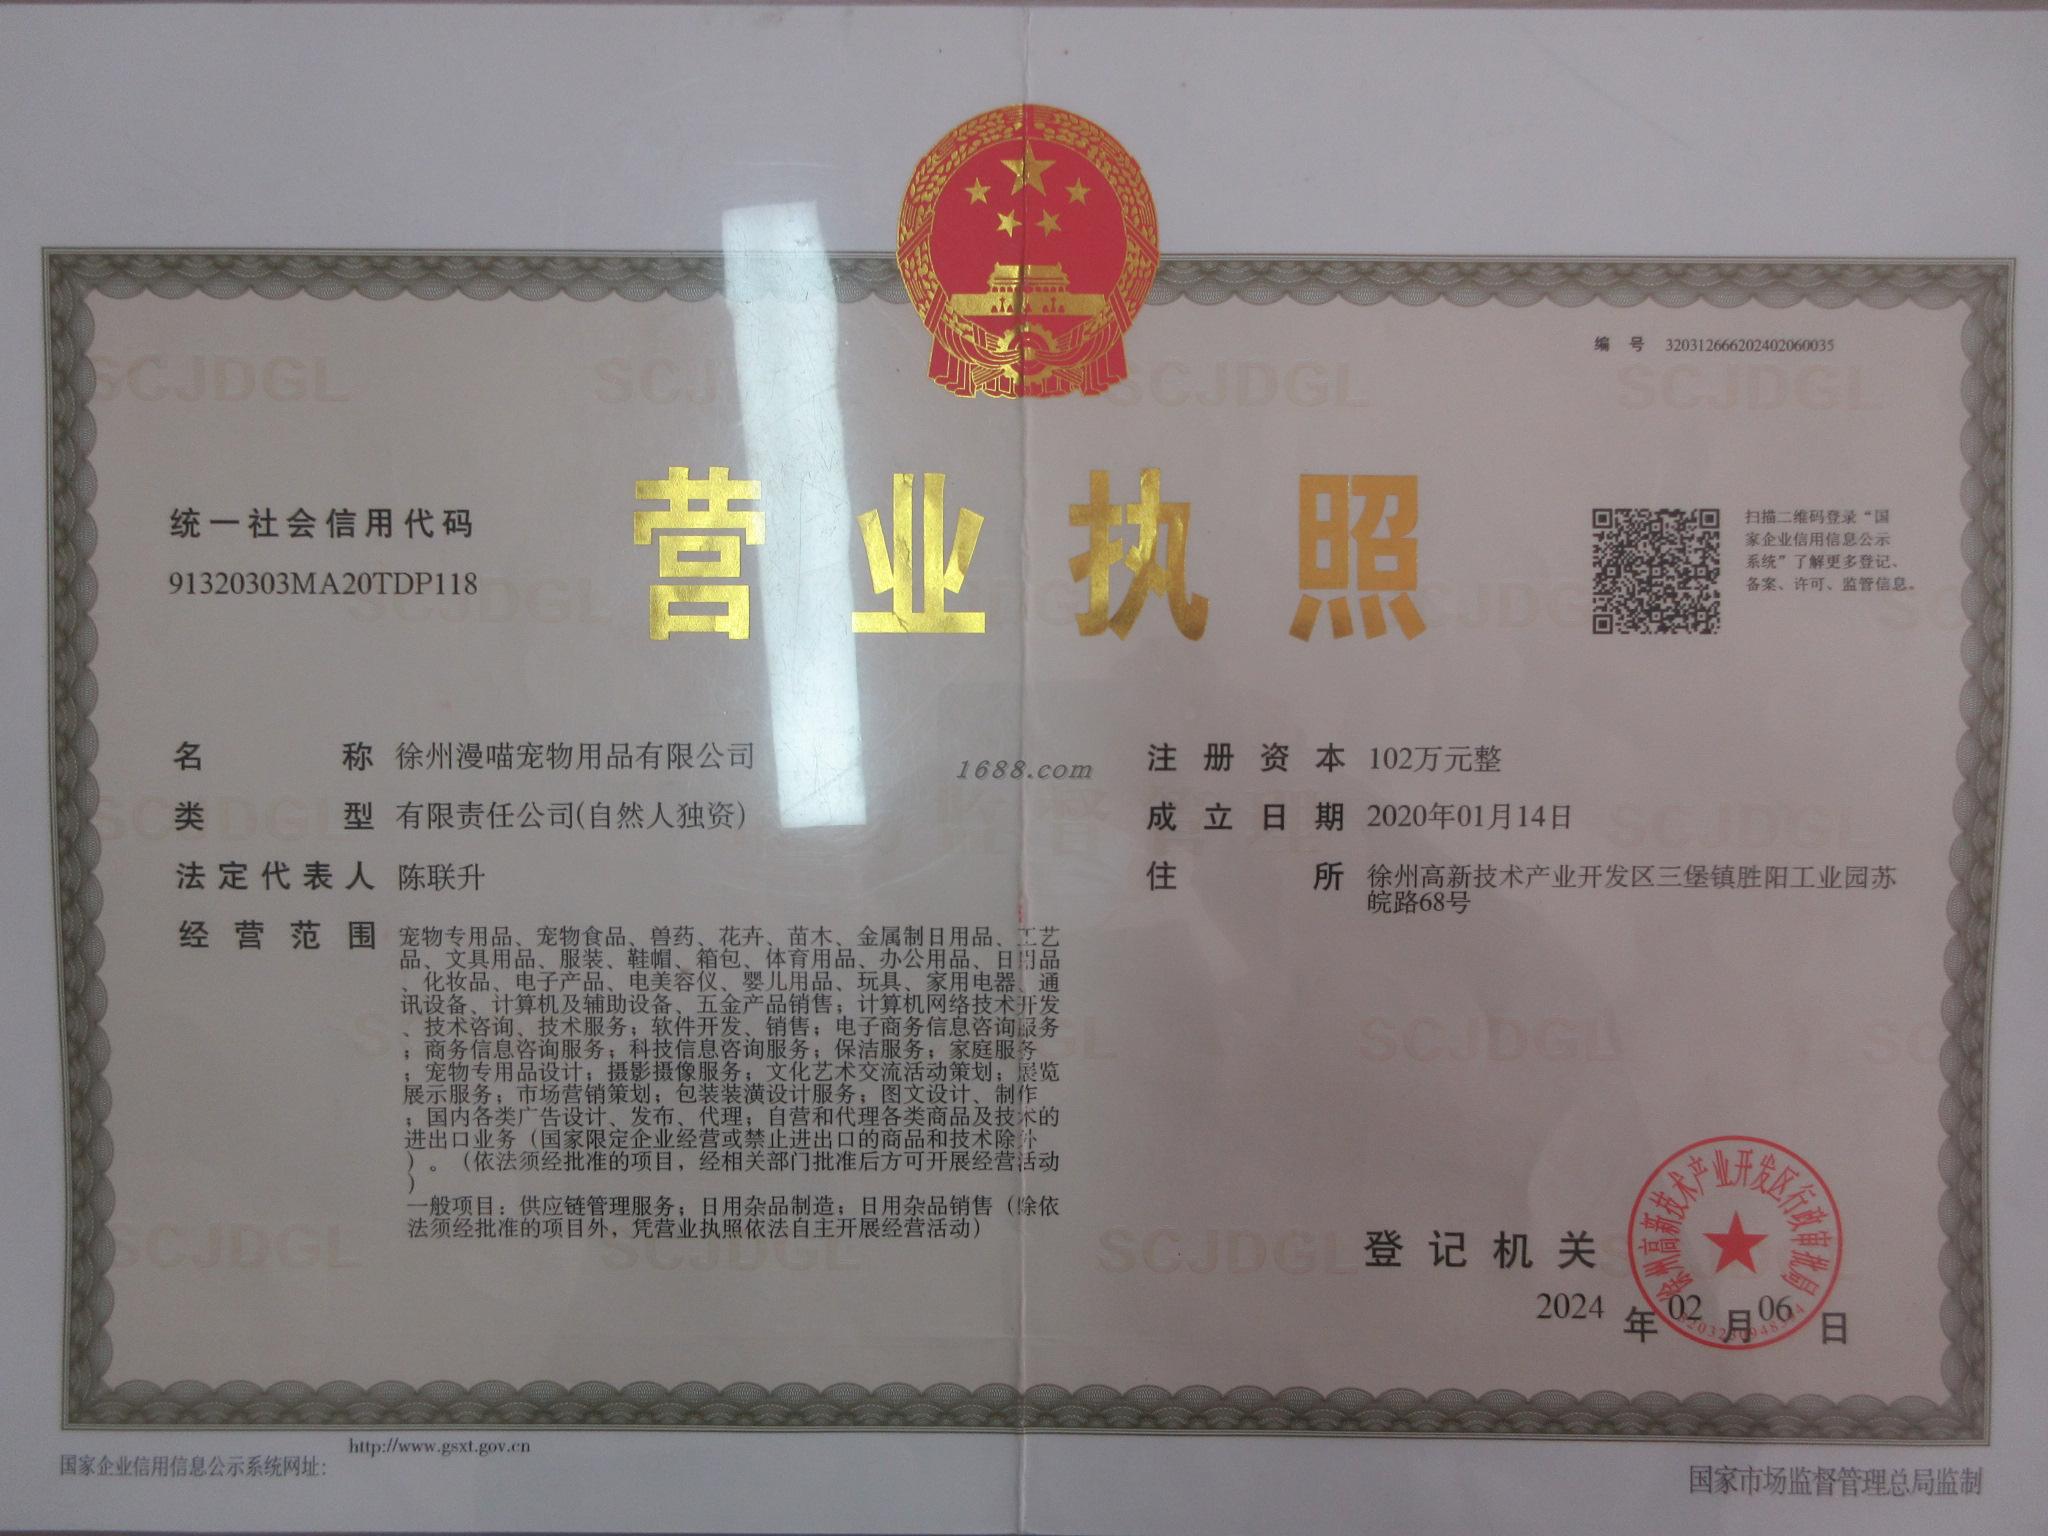 编号 320312666202402060035
营业执照
统一社会信用代码
91320303MA20TDP118
扫描二维码登录“国
家企业信用信息公示
系统”了解更多登记、
备案、许可、监管信息。
名称 徐州漫喵宠物用品有限公司
类型 有限责任公司(自然人独资)
法定代表人 陈联升
经营范围 宠物专用品、宠物食品、兽药、花卉、苗木、金属制日用品、工艺
品、文具用品、服装、鞋帽、箱包、体育用品、办公用品、日用品
、化妆品、电子产品、电美容仪、婴儿用品、玩具、家用电器、通
讯设备、计算机及辅助设备、五金产品销售；计算机网络技术开发
、技术咨询、技术服务；软件开发、销售；电子商务信息咨询服务
；商务信息咨询服务；科技信息咨询服务；保洁服务；家庭服务
；宠物专用品设计；摄影摄像服务；文化艺术交流活动策划；展览
展示服务；市场营销策划；包装装潢设计服务；图文设计、制作
；国内各类广告设计、发布、代理；自营和代理各类商品及技术的
进出口业务（国家限定企业经营或禁止进出口的商品和技术除外
）。（依法须经批准的项目，经相关部门批准后方可开展经营活动
）
一般项目：供应链管理服务；日用杂品制造；日用杂品销售（除依
法须经批准的项目外，凭营业执照依法自主开展经营活动）
1688.com
注册资本 102万元整
成立日期 2020年01月14日
住所 徐州高新技术产业开发区三堡镇胜阳工业园苏
皖路68号
登记机关
徐州高新技术产业开发区行政审批局
2024年02月06日
国家企业信用信息公示系统网址: http://www.gsxt.gov.cn
国家市场监督管理总局监制
SCJDGL